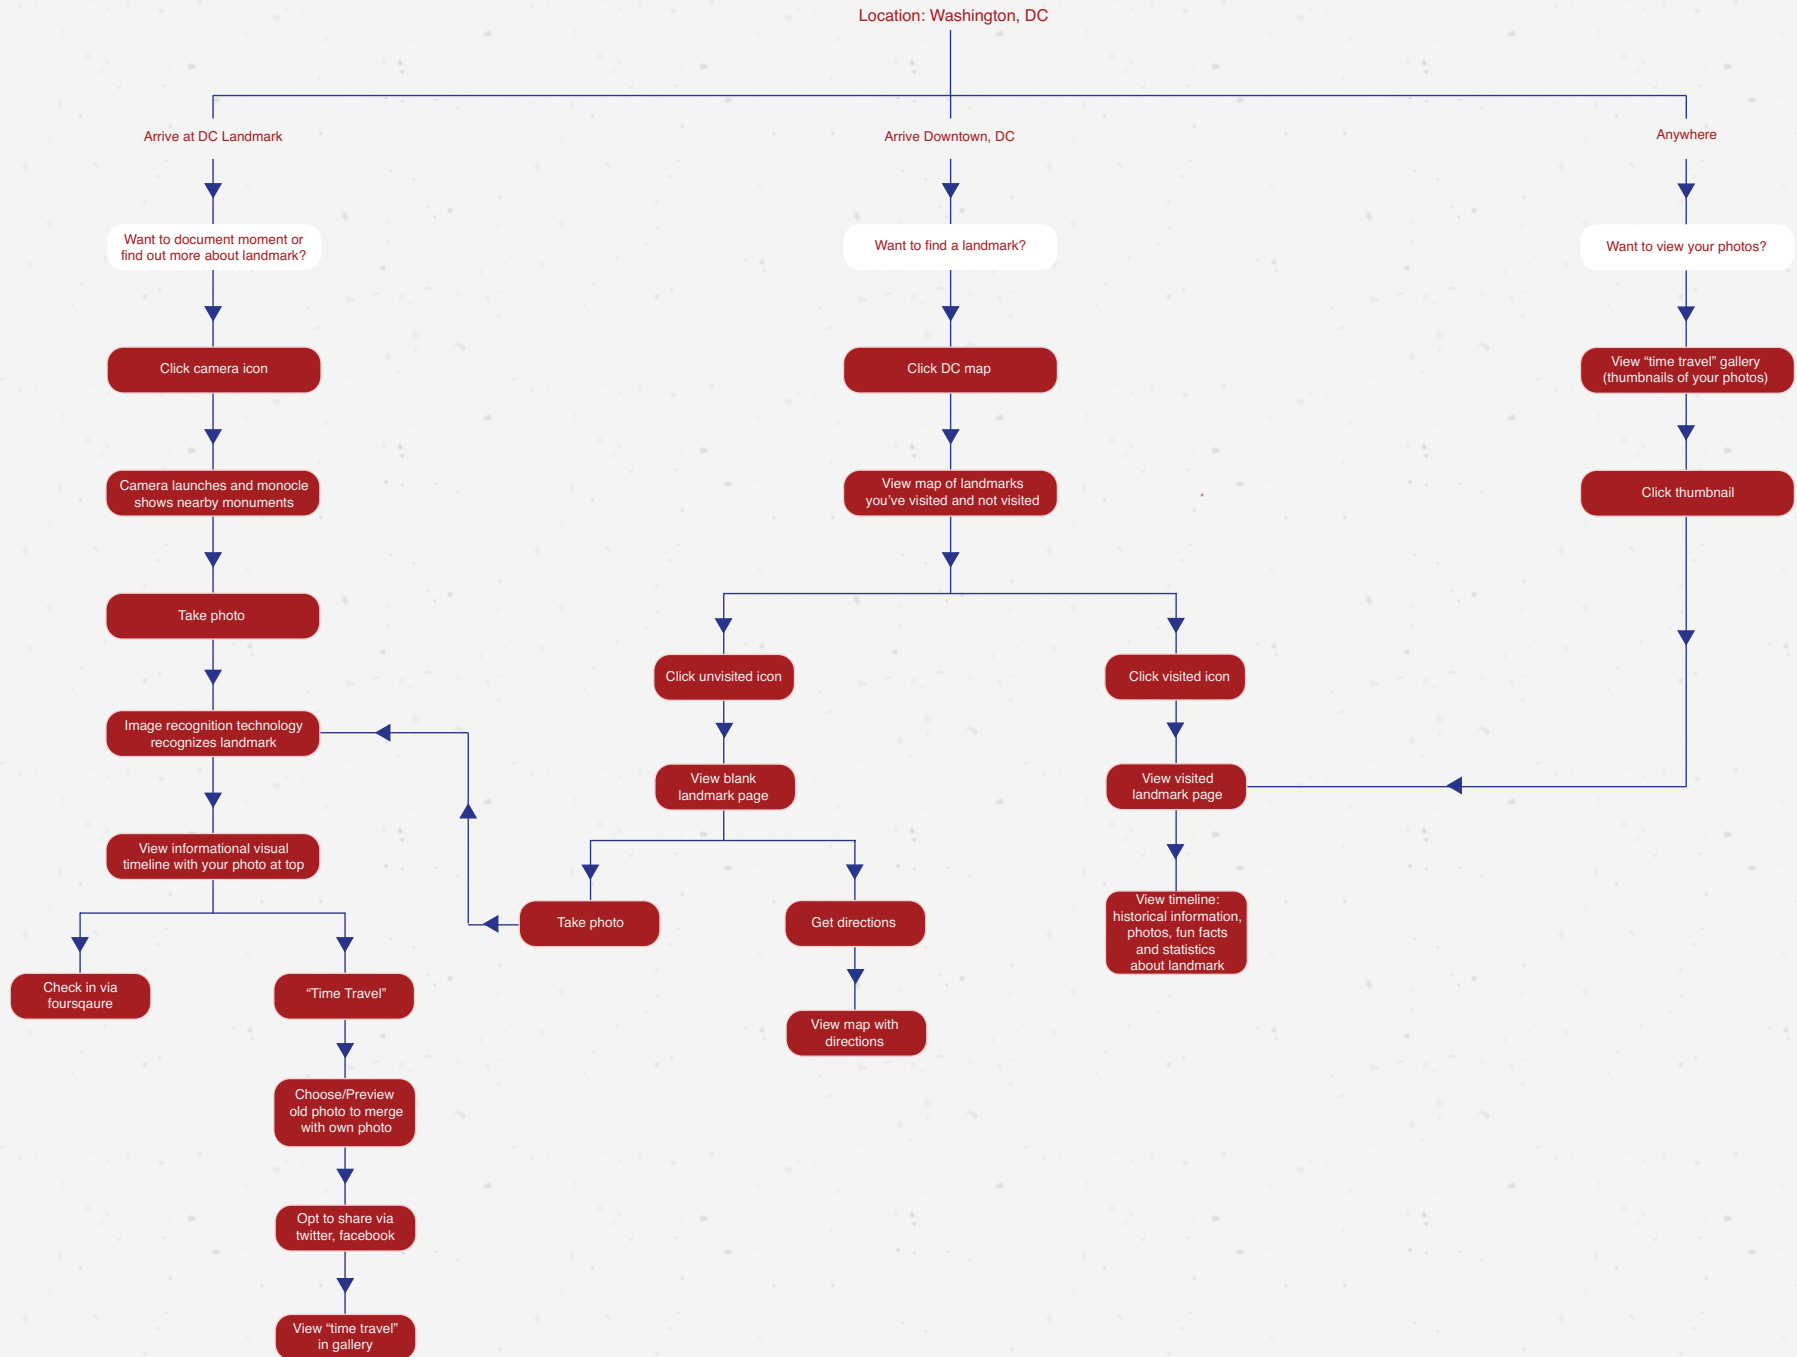 Location: Washington, DC
Arrive at DC Landmark
Arrive Downtown, DC
Anywhere
Want to document moment or
find out more about landmark?
Want to find a landmark?
Want to view your photos?
Click camera icon
Click DC map
View “time travel” gallery
(thumbnails of your photos)
Camera launches and monocle
shows nearby monuments
View map of landmarks
you’ve visited and not visited
Click thumbnail
Take photo
Click unvisited icon
Click visited icon
Image recognition technology
recognizes landmark
View blank
landmark page
View visited
landmark page
View informational visual
timeline with your photo at top
Take photo
Get directions
View timeline:
historical information,
photos, fun facts
and statistics
about landmark
Check in via
foursqaure
“Time Travel”
View map with
directions
Choose/Preview
old photo to merge
with own photo
Opt to share via
twitter, facebook
View “time travel”
in gallery